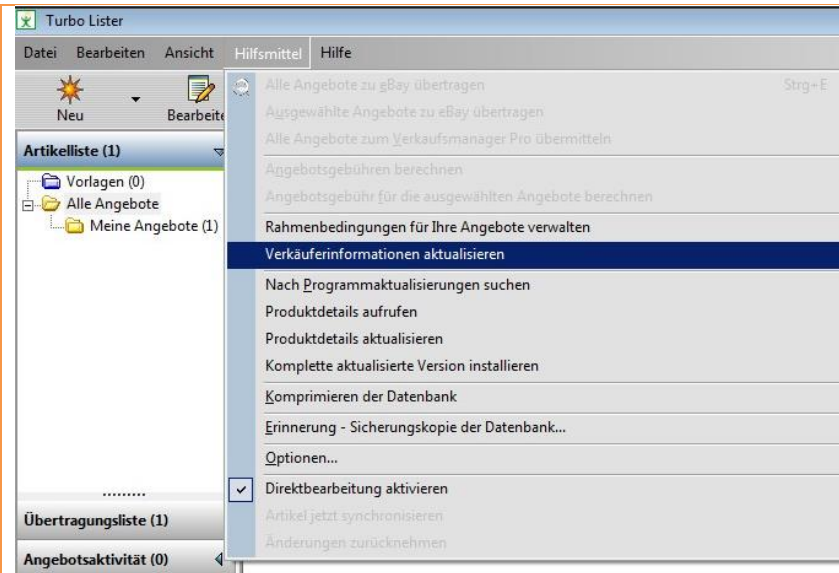 Turbo Lister
Datei Bearbeiten Ansicht Hilfsmittel Hilfe
Neu Bearbeite
Artikelliste (1)
Vorlagen (0)
Alle Angebote
Meine Angebote (1)
Übertragungsliste (1)
Angebotsaktivität (0)
Alle Angebote zu eBay übertragen Strg+E
Ausgewählte Angebote zu eBay übertragen
Alle Angebote zum Verkaufsmanager Pro übermitteln
Angebotsgebühren berechnen
Angebotsgebühr für die ausgewählten Angebote berechnen
Rahmenbedingungen für Ihre Angebote verwalten
Verkäuferinformationen aktualisieren
Nach Programmaktualisierungen suchen
Produktdetails aufrufen
Produktdetails aktualisieren
Komplette aktualisierte Version installieren
Komprimieren der Datenbank
Erinnerung - Sicherungskopie der Datenbank...
Optionen...
Direktbearbeitung aktivieren
Artikel jetzt synchronisieren
Änderungen zurücknehmen